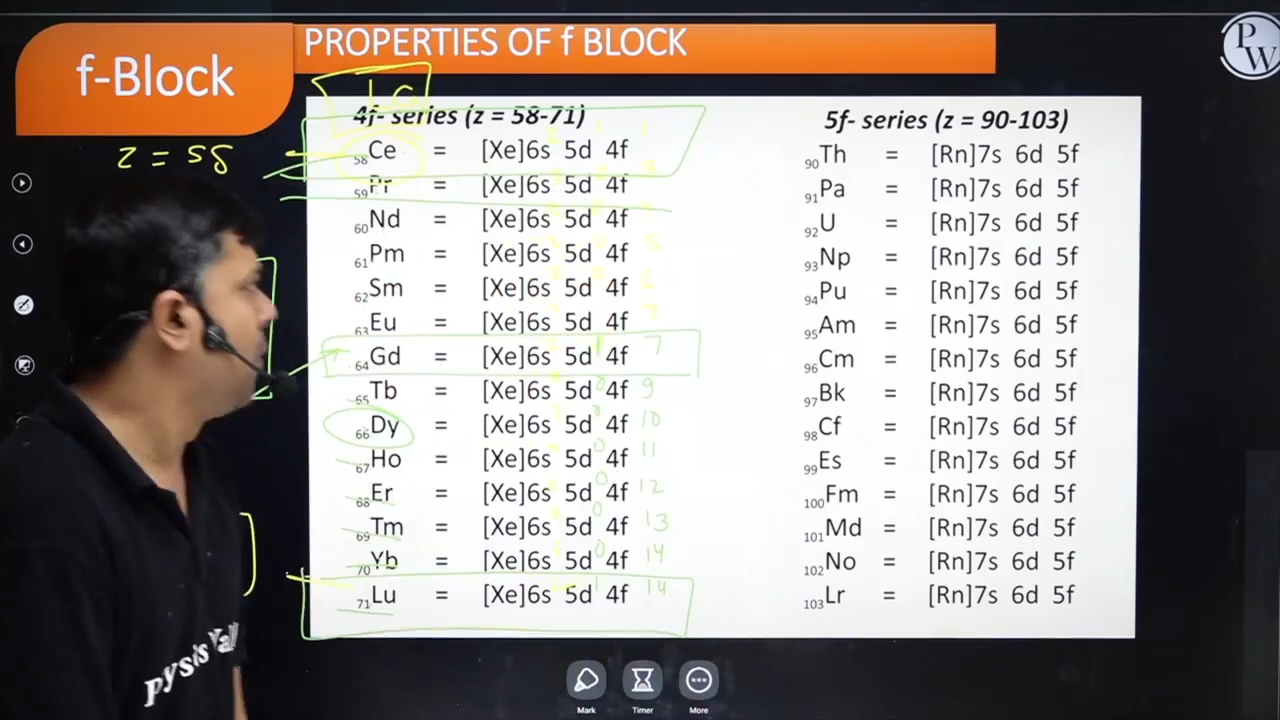 PROPERTIES OF f BLOCK
f-Block
P
W
z = 58
4f- series (z = 58-71)
58Ce = [Xe]6s 5d 4f
59Pr = [Xe]6s 5d 4f
60Nd = [Xe]6s 5d 4f
61Pm = [Xe]6s 5d 4f
62Sm = [Xe]6s 5d 4f
63Eu = [Xe]6s 5d 4f 7
64Gd = [Xe]6s 5d 4f 7
65Tb = [Xe]6s 5d 0 4f 9
66Dy = [Xe]6s 5d 0 4f 10
67Ho = [Xe]6s 5d 0 4f 11
68Er = [Xe]6s 5d 0 4f 12
69Tm = [Xe]6s 5d 0 4f 13
70Yb = [Xe]6s 5d 0 4f 14
71Lu = [Xe]6s 5d 1 4f 14
5f- series (z = 90-103)
90Th = [Rn]7s 6d 5f
91Pa = [Rn]7s 6d 5f
92U = [Rn]7s 6d 5f
93Np = [Rn]7s 6d 5f
94Pu = [Rn]7s 6d 5f
95Am = [Rn]7s 6d 5f
96Cm = [Rn]7s 6d 5f
97Bk = [Rn]7s 6d 5f
98Cf = [Rn]7s 6d 5f
99Es = [Rn]7s 6d 5f
100Fm = [Rn]7s 6d 5f
101Md = [Rn]7s 6d 5f
102No = [Rn]7s 6d 5f
103Lr = [Rn]7s 6d 5f
Mark
Timer
More